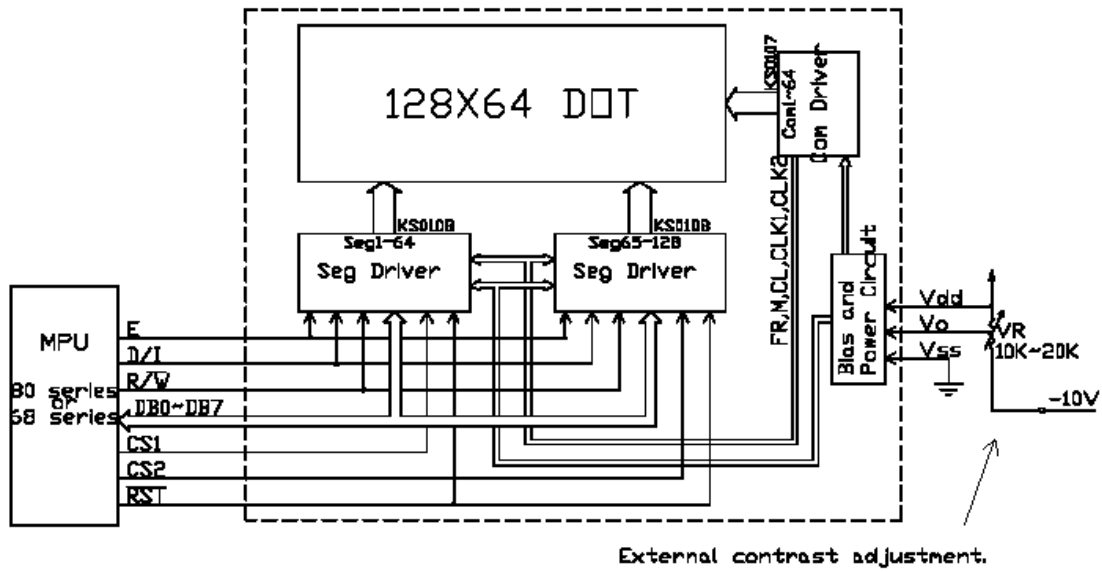 128X64 DOT
KS0107
Com1~64
Com Driver
KS0108
Seg1-64
Seg Driver
KS0108
Seg65-128
Seg Driver
FR,M,CL,CLK1,CLK2
Bias and
Power Circuit
Vdd
Vo
Vss
VR
10K~20K
-10V
MPU
80 series
or
68 series
E
D/I
R/W̅
DB0~DB7
CS1
CS2
R̅S̅T̅
External contrast adjustment.